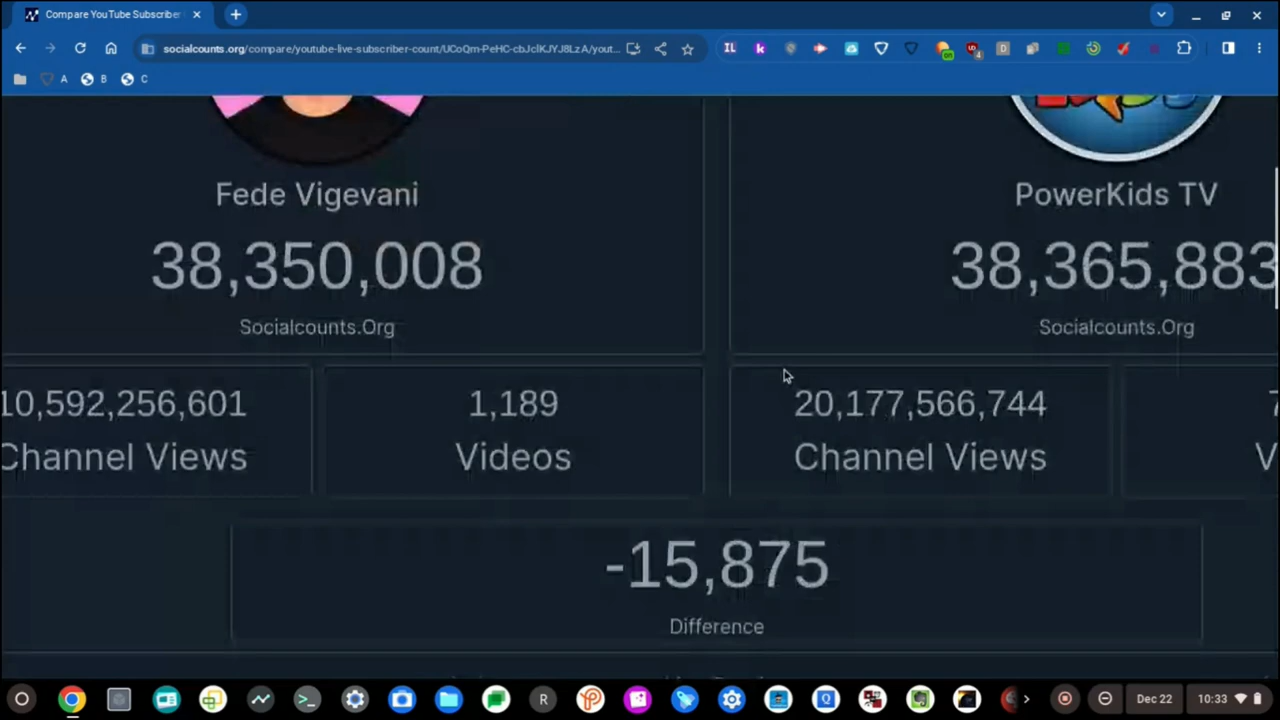 Compare YouTube Subscriber
socialcounts.org/compare/youtube-live-subscriber-count/UCoQm-PeHC-cbJclKJYJ8LzA/yout...
A
B
C
Fede Vigevani
38,350,008
Socialcounts.Org
PowerKids TV
38,365,883
Socialcounts.Org
10,592,256,601
Channel Views
1,189
Videos
20,177,566,744
Channel Views
7
V
-15,875
Difference
Dec 22
10:33